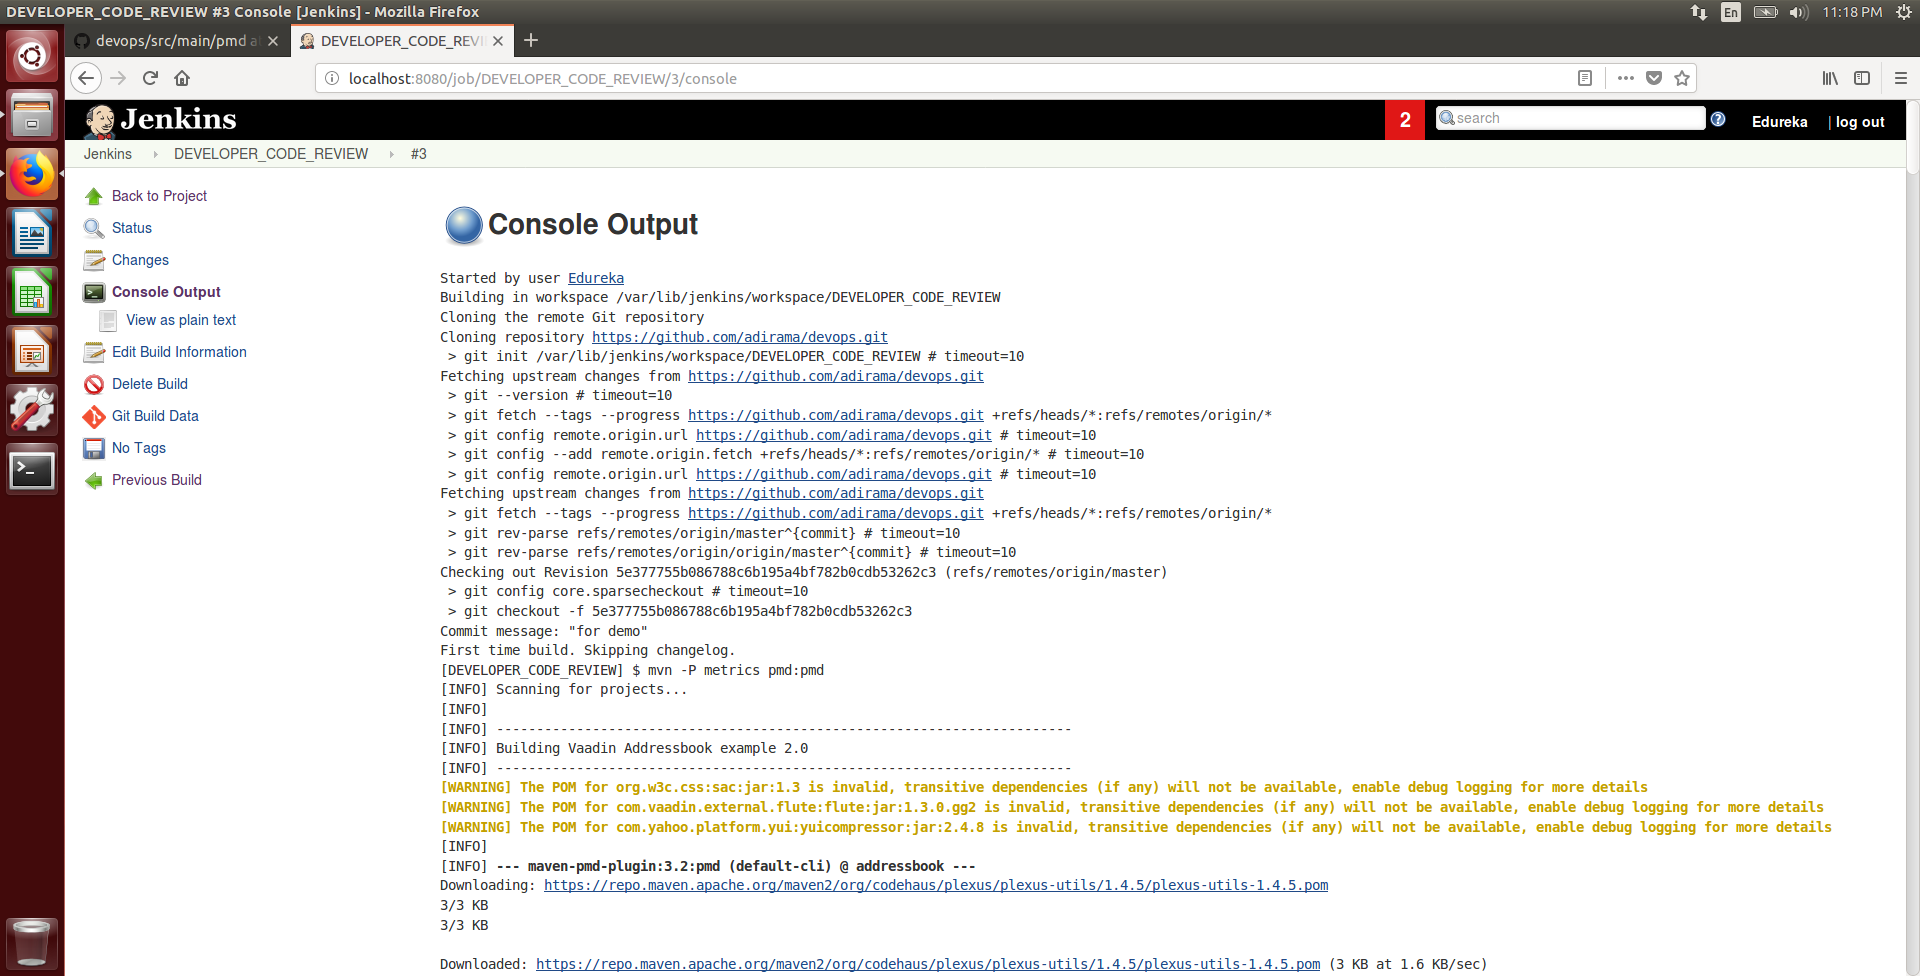 DEVELOPER_CODE_REVIEW #3 Console [Jenkins] - Mozilla Firefox
En
11:18 PM
devops/src/main/pmd a
DEVELOPER_CODE_REVI
localhost:8080/job/DEVELOPER_CODE_REVIEW/3/console
Jenkins
2
search
Edureka
| log out
Jenkins
DEVELOPER_CODE_REVIEW
#3
Back to Project
Status
Changes
Console Output
View as plain text
Edit Build Information
Delete Build
Git Build Data
No Tags
Previous Build
Console Output
Started by user Edureka
Building in workspace /var/lib/jenkins/workspace/DEVELOPER_CODE_REVIEW
Cloning the remote Git repository
Cloning repository https://github.com/adirama/devops.git
> git init /var/lib/jenkins/workspace/DEVELOPER_CODE_REVIEW # timeout=10
Fetching upstream changes from https://github.com/adirama/devops.git
> git --version # timeout=10
> git fetch --tags --progress https://github.com/adirama/devops.git +refs/heads/*:refs/remotes/origin/*
> git config remote.origin.url https://github.com/adirama/devops.git # timeout=10
> git config --add remote.origin.fetch +refs/heads/*:refs/remotes/origin/* # timeout=10
> git config remote.origin.url https://github.com/adirama/devops.git # timeout=10
Fetching upstream changes from https://github.com/adirama/devops.git
> git fetch --tags --progress https://github.com/adirama/devops.git +refs/heads/*:refs/remotes/origin/*
> git rev-parse refs/remotes/origin/master^{commit} # timeout=10
> git rev-parse refs/remotes/origin/origin/master^{commit} # timeout=10
Checking out Revision 5e377755b086788c6b195a4bf782b0cdb53262c3 (refs/remotes/origin/master)
> git config core.sparsecheckout # timeout=10
> git checkout -f 5e377755b086788c6b195a4bf782b0cdb53262c3
Commit message: "for demo"
First time build. Skipping changelog.
[DEVELOPER_CODE_REVIEW] $ mvn -P metrics pmd:pmd
[INFO] Scanning for projects...
[INFO]
[INFO] ------------------------------------------------------------------------
[INFO] Building Vaadin Addressbook example 2.0
[INFO] ------------------------------------------------------------------------
[WARNING] The POM for org.w3c.css:sac:jar:1.3 is invalid, transitive dependencies (if any) will not be available, enable debug logging for more details
[WARNING] The POM for com.vaadin.external.flute:flute:jar:1.3.0.gg2 is invalid, transitive dependencies (if any) will not be available, enable debug logging for more details
[WARNING] The POM for com.yahoo.platform.yui:yuicompressor:jar:2.4.8 is invalid, transitive dependencies (if any) will not be available, enable debug logging for more details
[INFO]
[INFO] --- maven-pmd-plugin:3.2:pmd (default-cli) @ addressbook ---
Downloading: https://repo.maven.apache.org/maven2/org/codehaus/plexus/plexus-utils/1.4.5/plexus-utils-1.4.5.pom
3/3 KB
3/3 KB
Downloaded: https://repo.maven.apache.org/maven2/org/codehaus/plexus/plexus-utils/1.4.5/plexus-utils-1.4.5.pom (3 KB at 1.6 KB/sec)